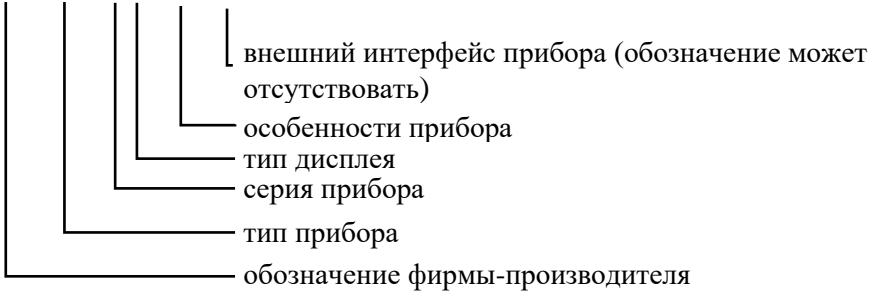 внешний интерфейс прибора (обозначение может
отсутствовать)
особенности прибора
тип дисплея
серия прибора
тип прибора
обозначение фирмы-производителя